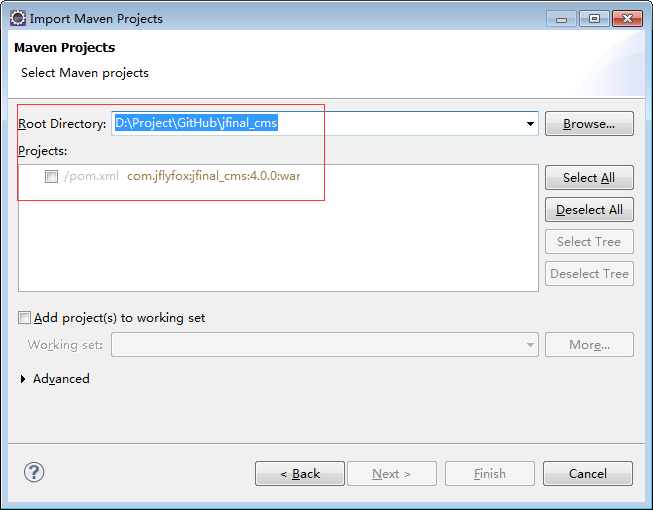 Import Maven Projects
Maven Projects
Select Maven projects
Root Directory: D:\Project\GitHub\jfinal_cms Browse...
Projects:
/pom.xml com.jflyfox:jfinal_cms:4.0.0:war
Select All
Deselect All
Select Tree
Deselect Tree
Add project(s) to working set
Working set: More...
Advanced
? < Back Next > Finish Cancel